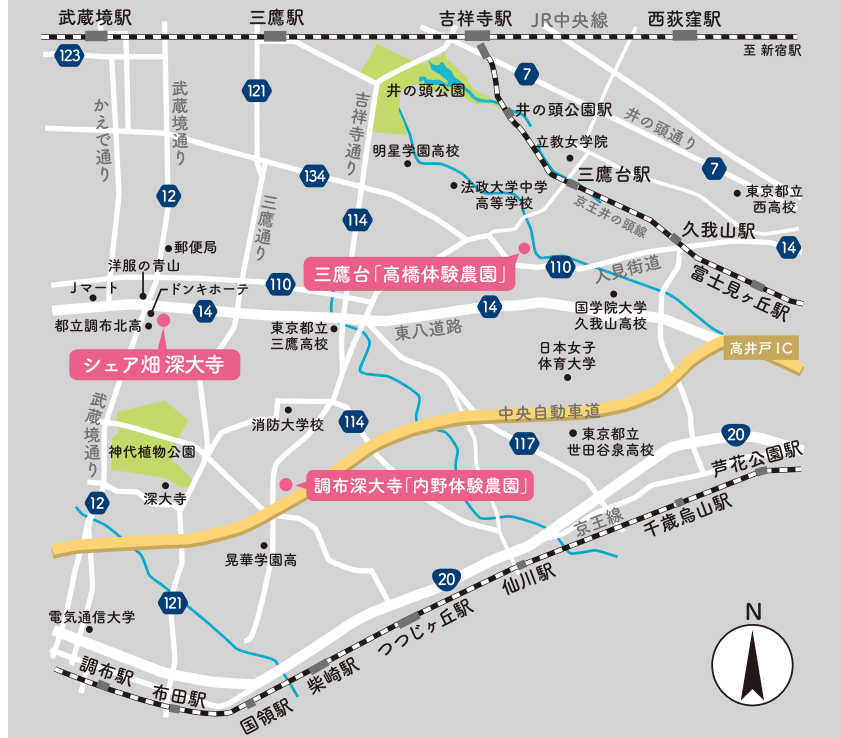 武蔵境駅
三鷹駅
吉祥寺駅
JR中央線
西荻窪駅
至 新宿駅
123
121
7
武蔵境通り
かえで通り
吉祥寺通り
井の頭公園
井の頭公園駅
井の頭通り
立教女学院
明星学園高校
134
三鷹台駅
7
法政大学中学
高等学校
東京都立
西高校
12
三鷹通り
114
京王井の頭線
久我山駅
14
郵便局
洋服の青山
三鷹台「高橋体験農園」
110
人見街道
富士見ヶ丘駅
Jマート
ドンキホーテ
110
14
14
国学院大学
久我山高校
都立調布北高
東京都立
三鷹高校
東八道路
高井戸IC
シェア畑 深大寺
日本女子
体育大学
武蔵境通り
消防大学校
114
中央自動車道
117
東京都立
世田谷泉高校
20
神代植物公園
芦花公園駅
深大寺
調布深大寺「内野体験農園」
12
千歳烏山駅
京王線
晃華学園高
20
仙川駅
121
つつじヶ丘駅
電気通信大学
N
調布駅
柴崎駅
布田駅
国領駅